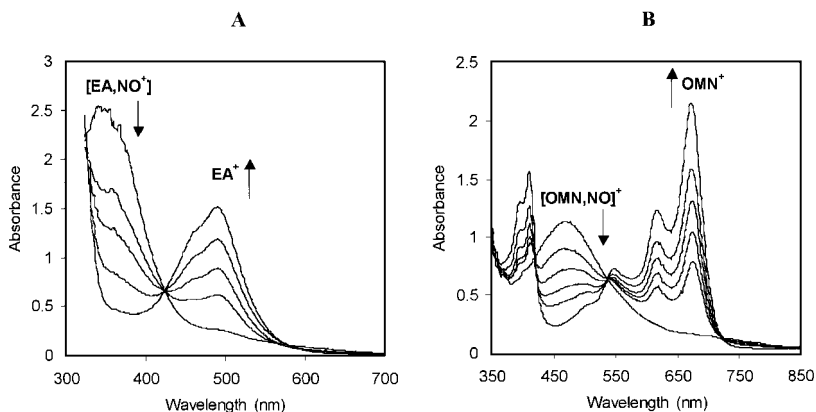 A
3
2.5
2
1.5
1
0.5
0
Absorbance
[EA,NO⁺]
EA⁺
300 400 500 600 700
Wavelength (nm)
B
2.5
2
1.5
1
0.5
0
Absorbance
OMN⁺
[OMN,NO]⁺
350 450 550 650 750 850
Wavelength (nm)